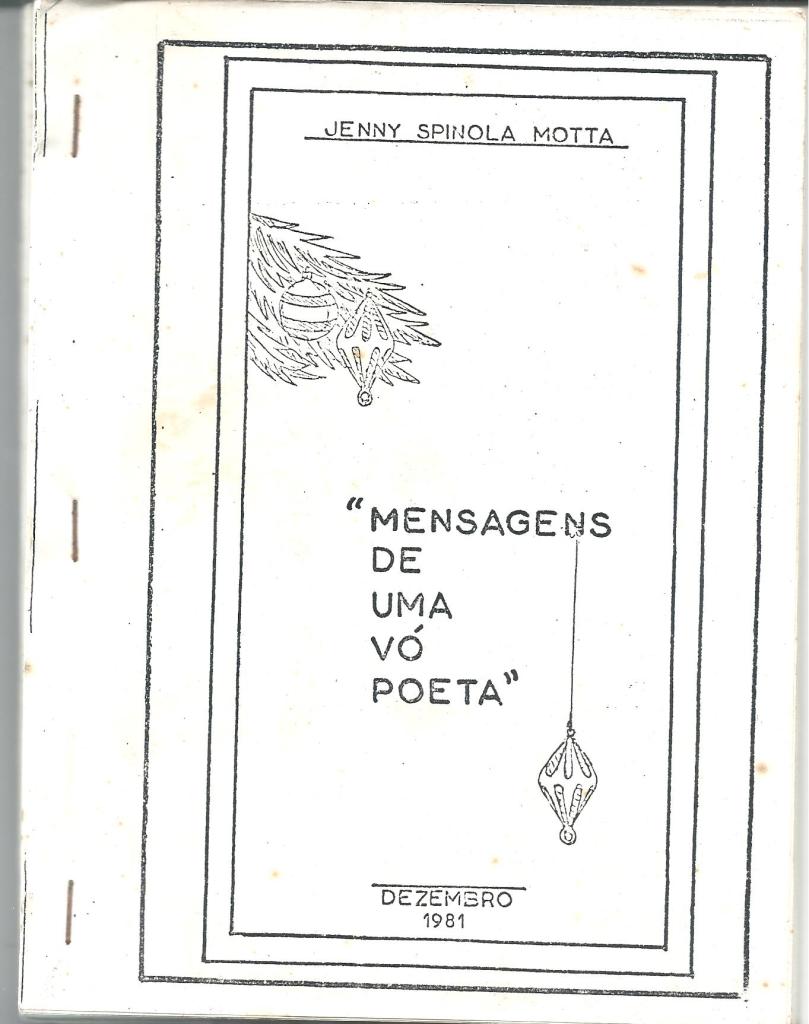 JENNY SPINOLA MOTTA
“MENSAGENS
DE
UMA
VÓ
POETA”
DEZEMBRO
1981